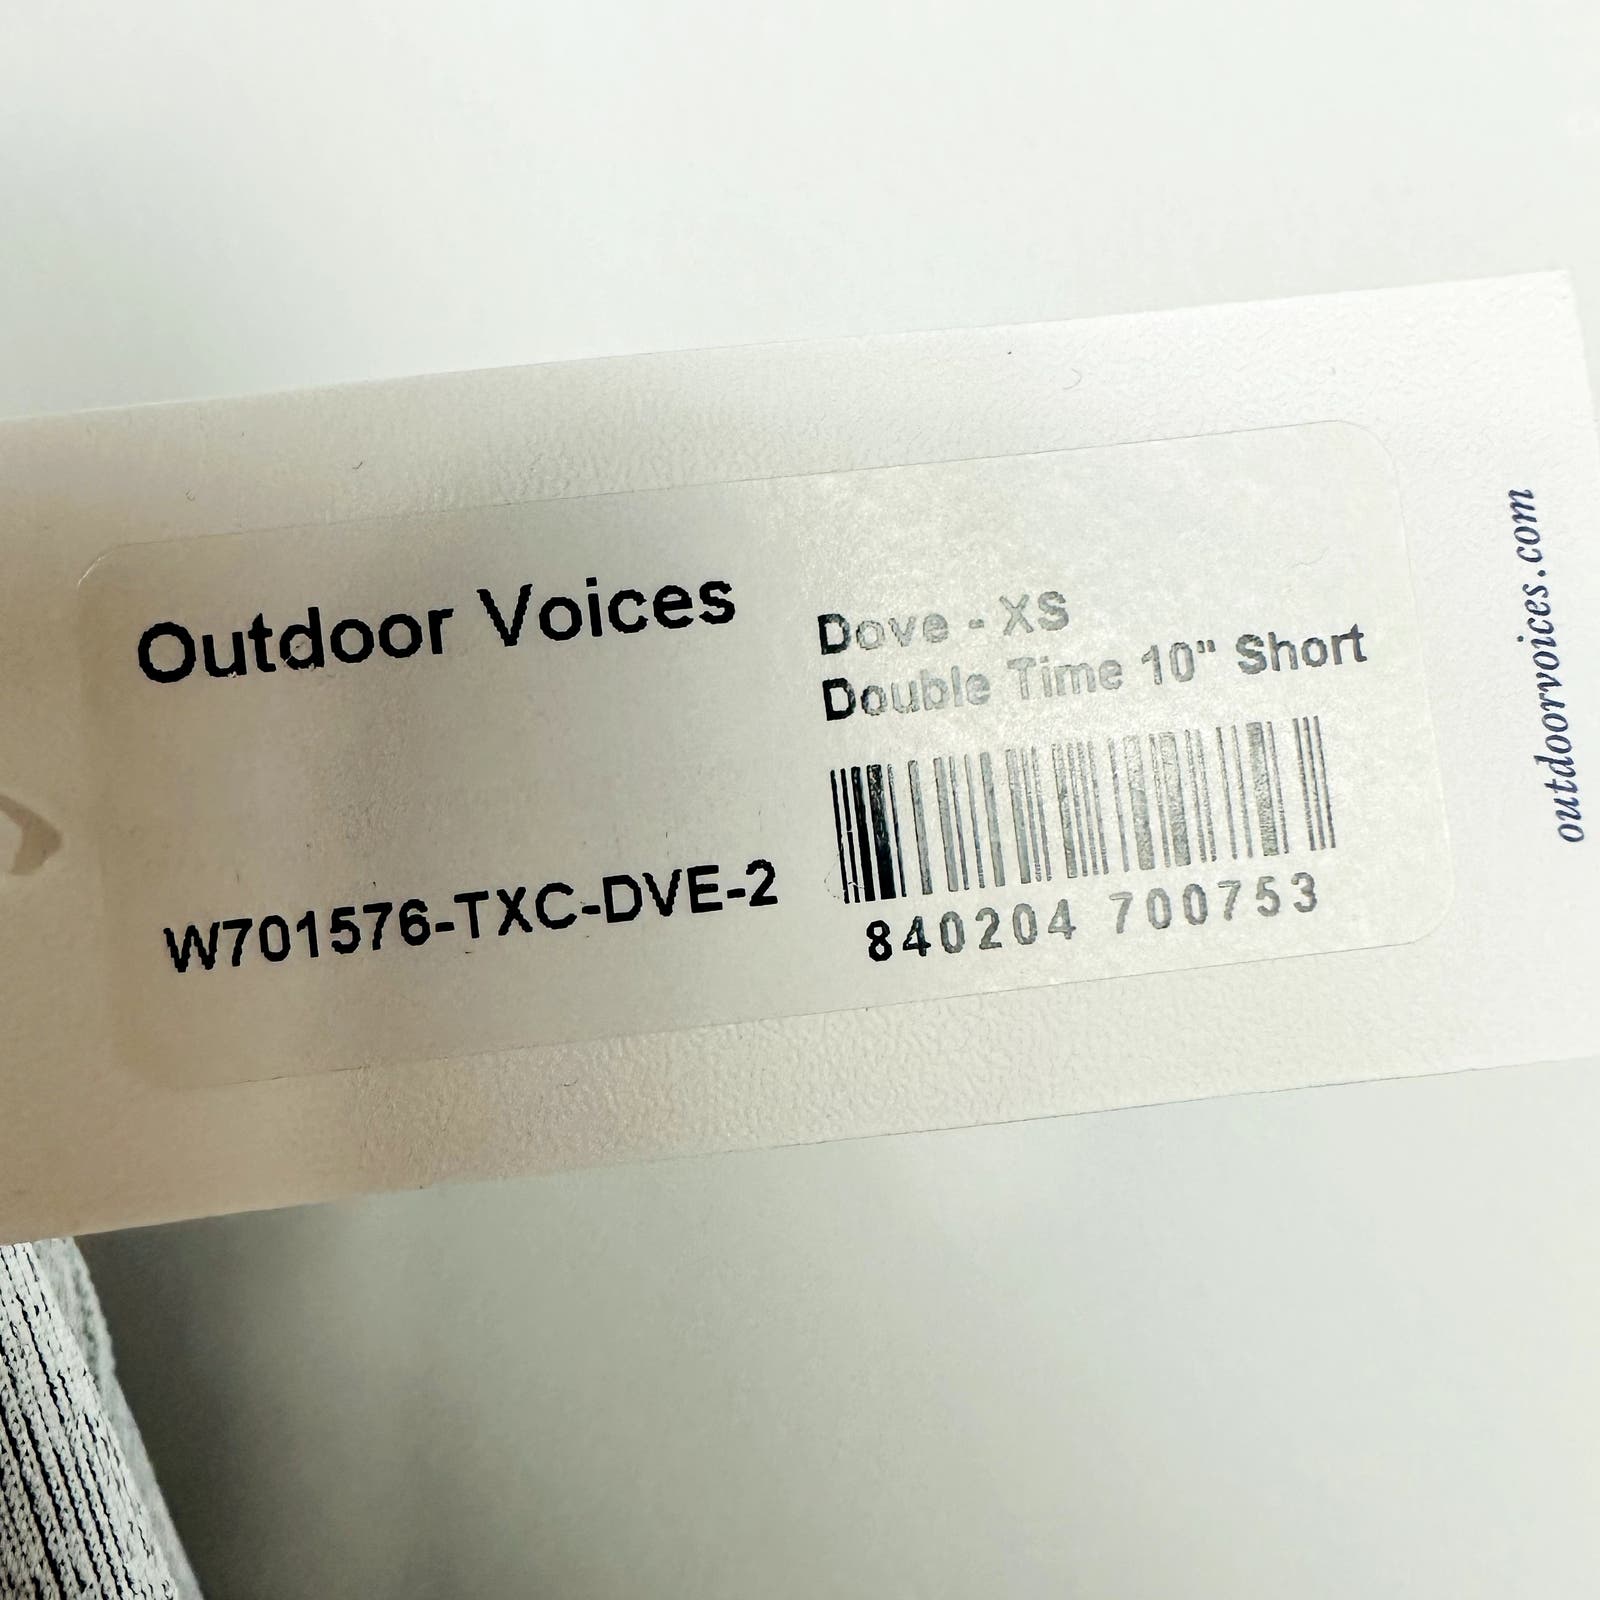 Outdoor Voices
W701576-TXC-DVE-2
Dove - XS
Double Time 10" Short
840204 700753
outdoorvoices.com